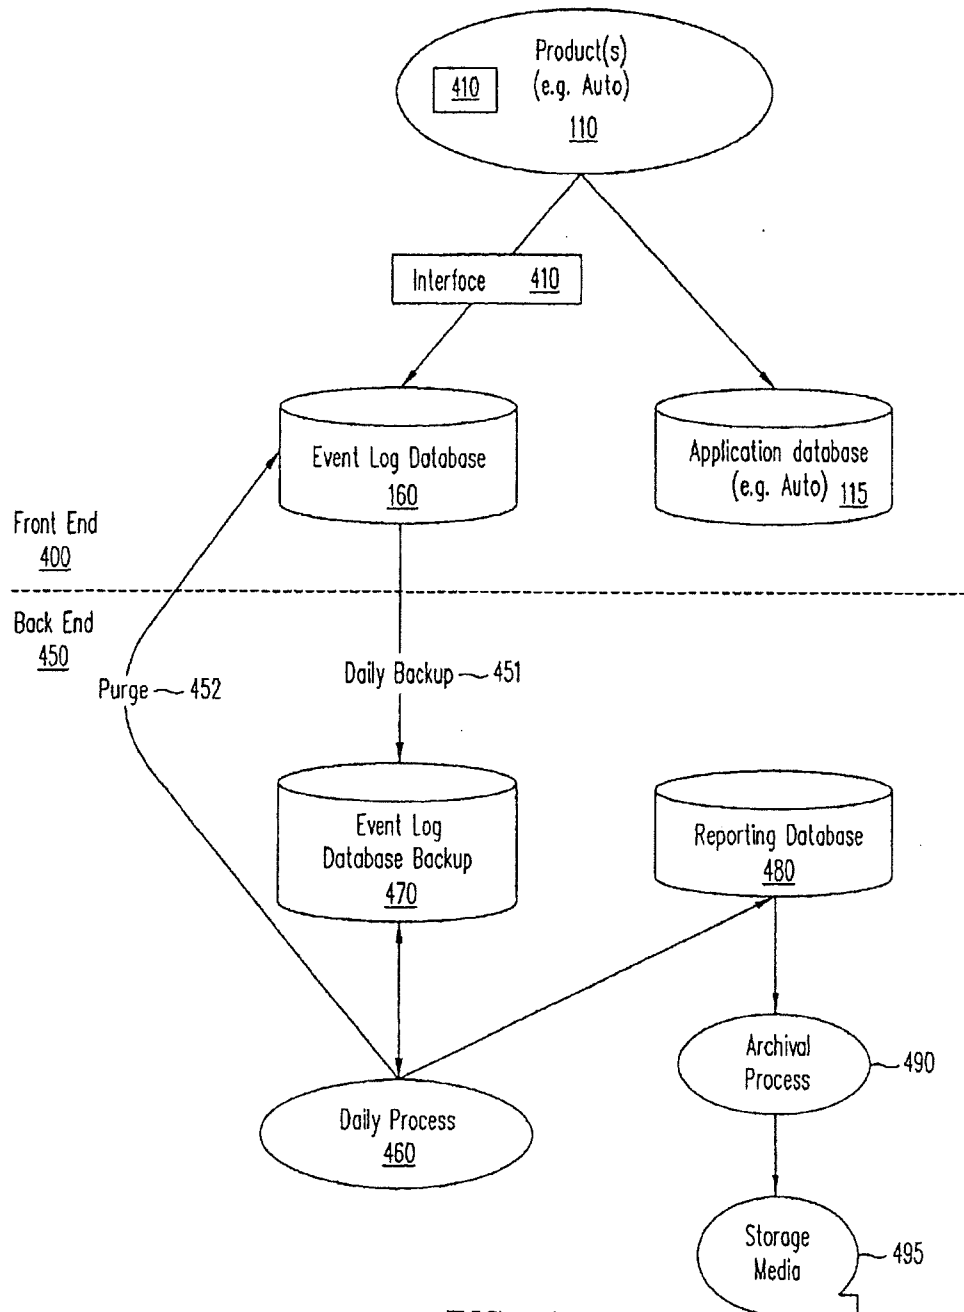 Product(s)
410
(e.g. Auto)
110
Interface 410
Event Log Database
160
Application database
(e.g. Auto) 115
Front End
400
Back End
450
Daily Backup 451
Purge 452
Event Log
Database Backup
470
Reporting Database
480
Archival
Process
490
Daily Process
460
Storage
Media
495